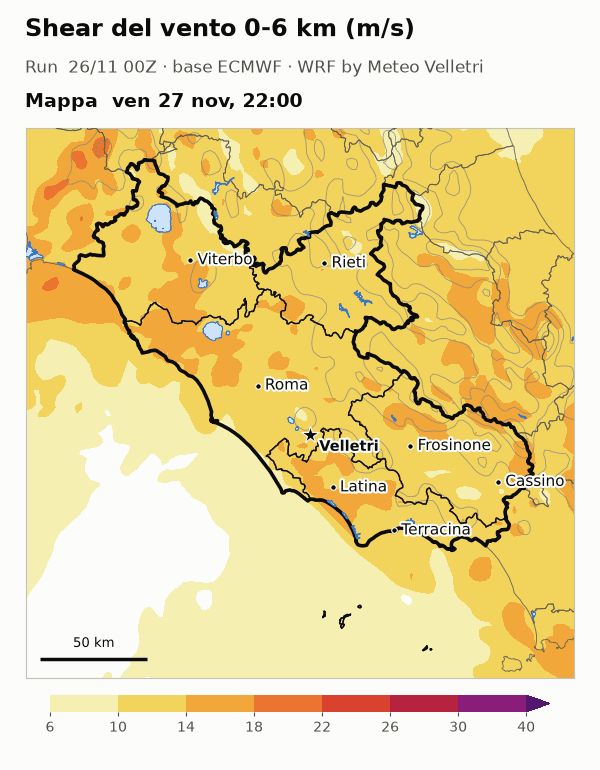 Shear del vento 0-6 km (m/s)
Run  26/11 00Z · base ECMWF · WRF by Meteo Velletri
Mappa  ven 27 nov, 22:00
Viterbo
Rieti
Roma
Velletri
Frosinone
Cassino
Latina
Terracina
50 km
6 10 14 18 22 26 30 40